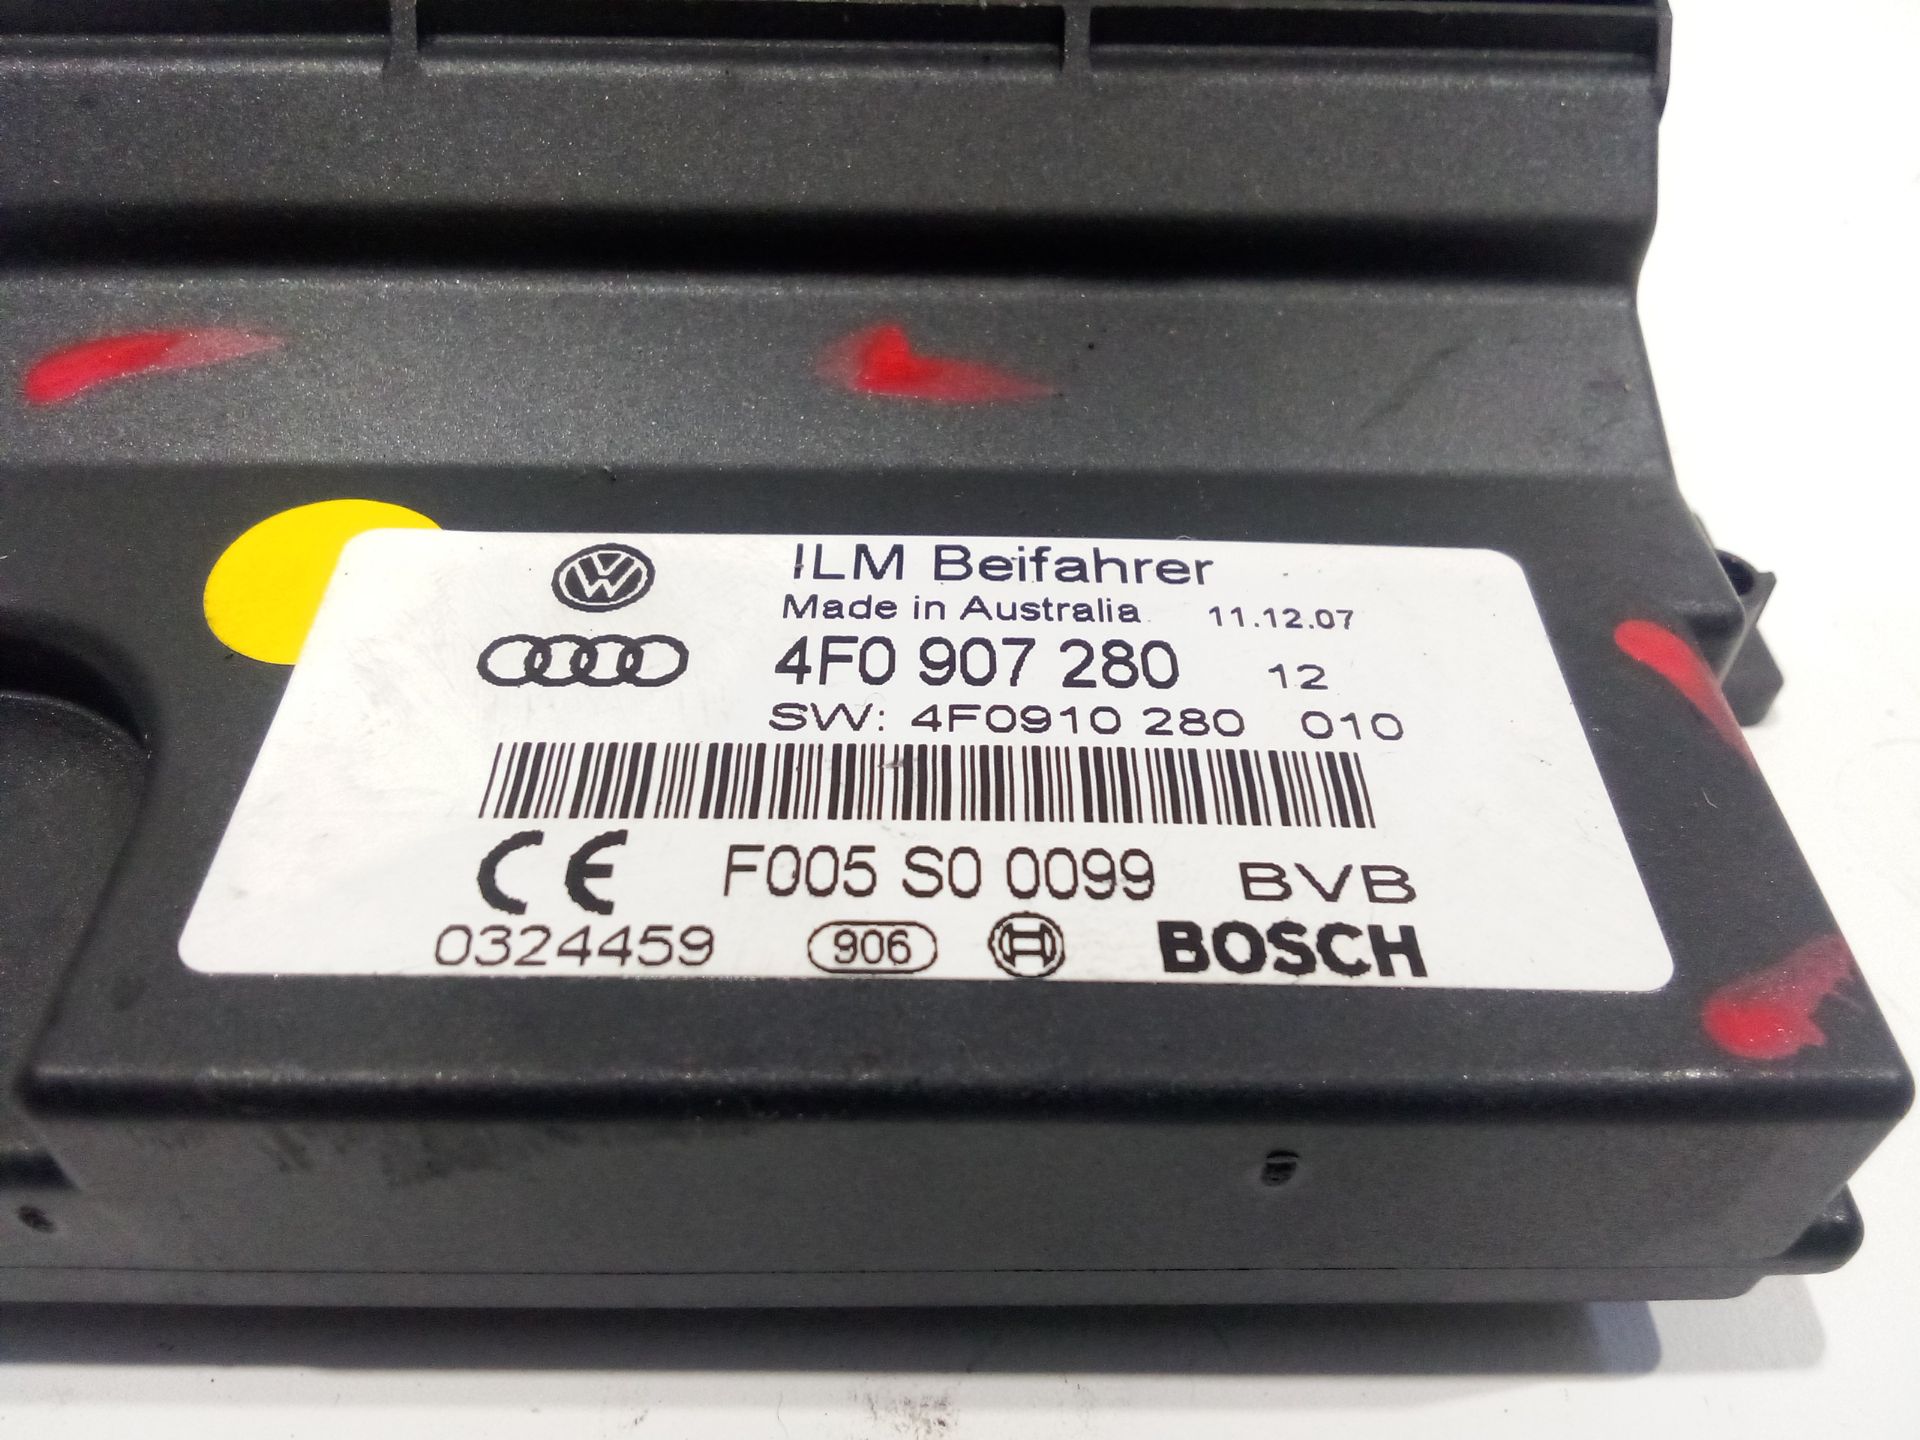 ILM Beifahrer
Made in Australia 11.12.07
4F0 907 280 12
SW: 4F0910 280 010
CE F005 S0 0099 BVB
0324459 906 BOSCH